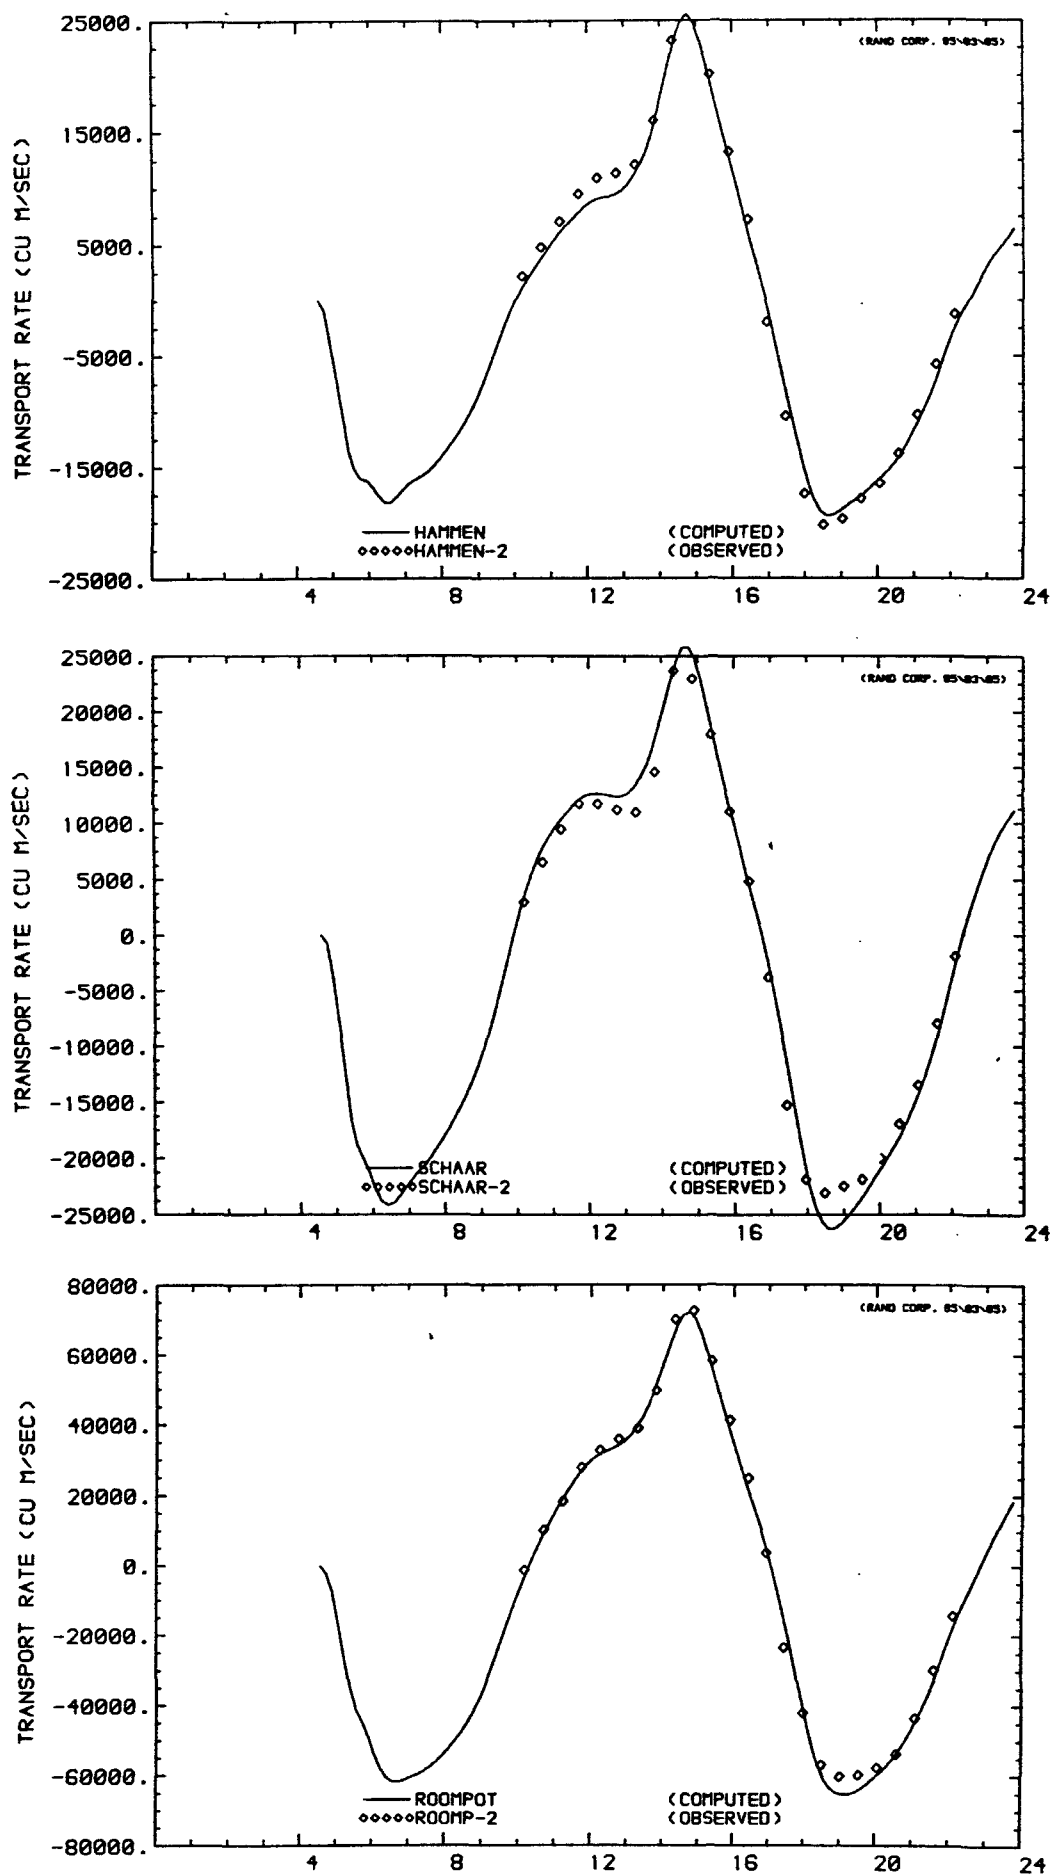 25000.
(RAND CORP. 85\03\05)
15000.
5000.
-5000.
-15000.
-25000.
TRANSPORT RATE (CU M/SEC)
HAMMEN (COMPUTED)
HAMMEN-2 (OBSERVED)
4 8 12 16 20 24
25000.
(RAND CORP. 85\03\05)
20000.
15000.
10000.
5000.
0.
-5000.
-10000.
-15000.
-20000.
-25000.
TRANSPORT RATE (CU M/SEC)
SCHAAR (COMPUTED)
SCHAAR-2 (OBSERVED)
4 8 12 16 20 24
80000.
(RAND CORP. 85\03\05)
60000.
40000.
20000.
0.
-20000.
-40000.
-60000.
-80000.
TRANSPORT RATE (CU M/SEC)
ROOMPOT (COMPUTED)
ROOMP-2 (OBSERVED)
4 8 12 16 20 24